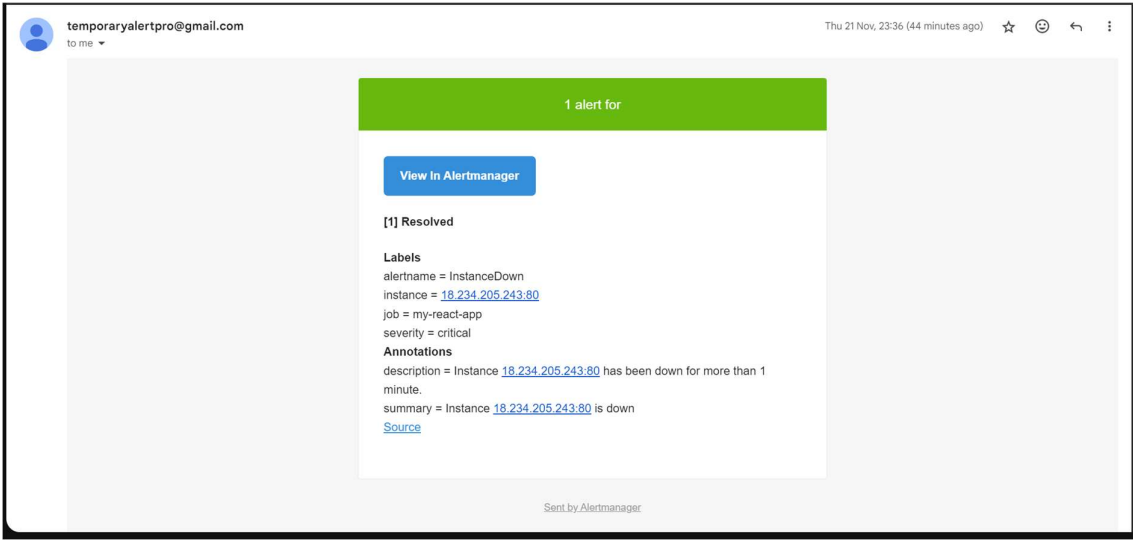 temporaryalertpro@gmail.com
Thu 21 Nov, 23:36 (44 minutes ago)
to me
1 alert for
View In Alertmanager
[1] Resolved
Labels
alertname = InstanceDown
instance = 18.234.205.243:80
job = my-react-app
severity = critical
Annotations
description = Instance 18.234.205.243:80 has been down for more than 1
minute.
summary = Instance 18.234.205.243:80 is down
Source
Sent by Alertmanager